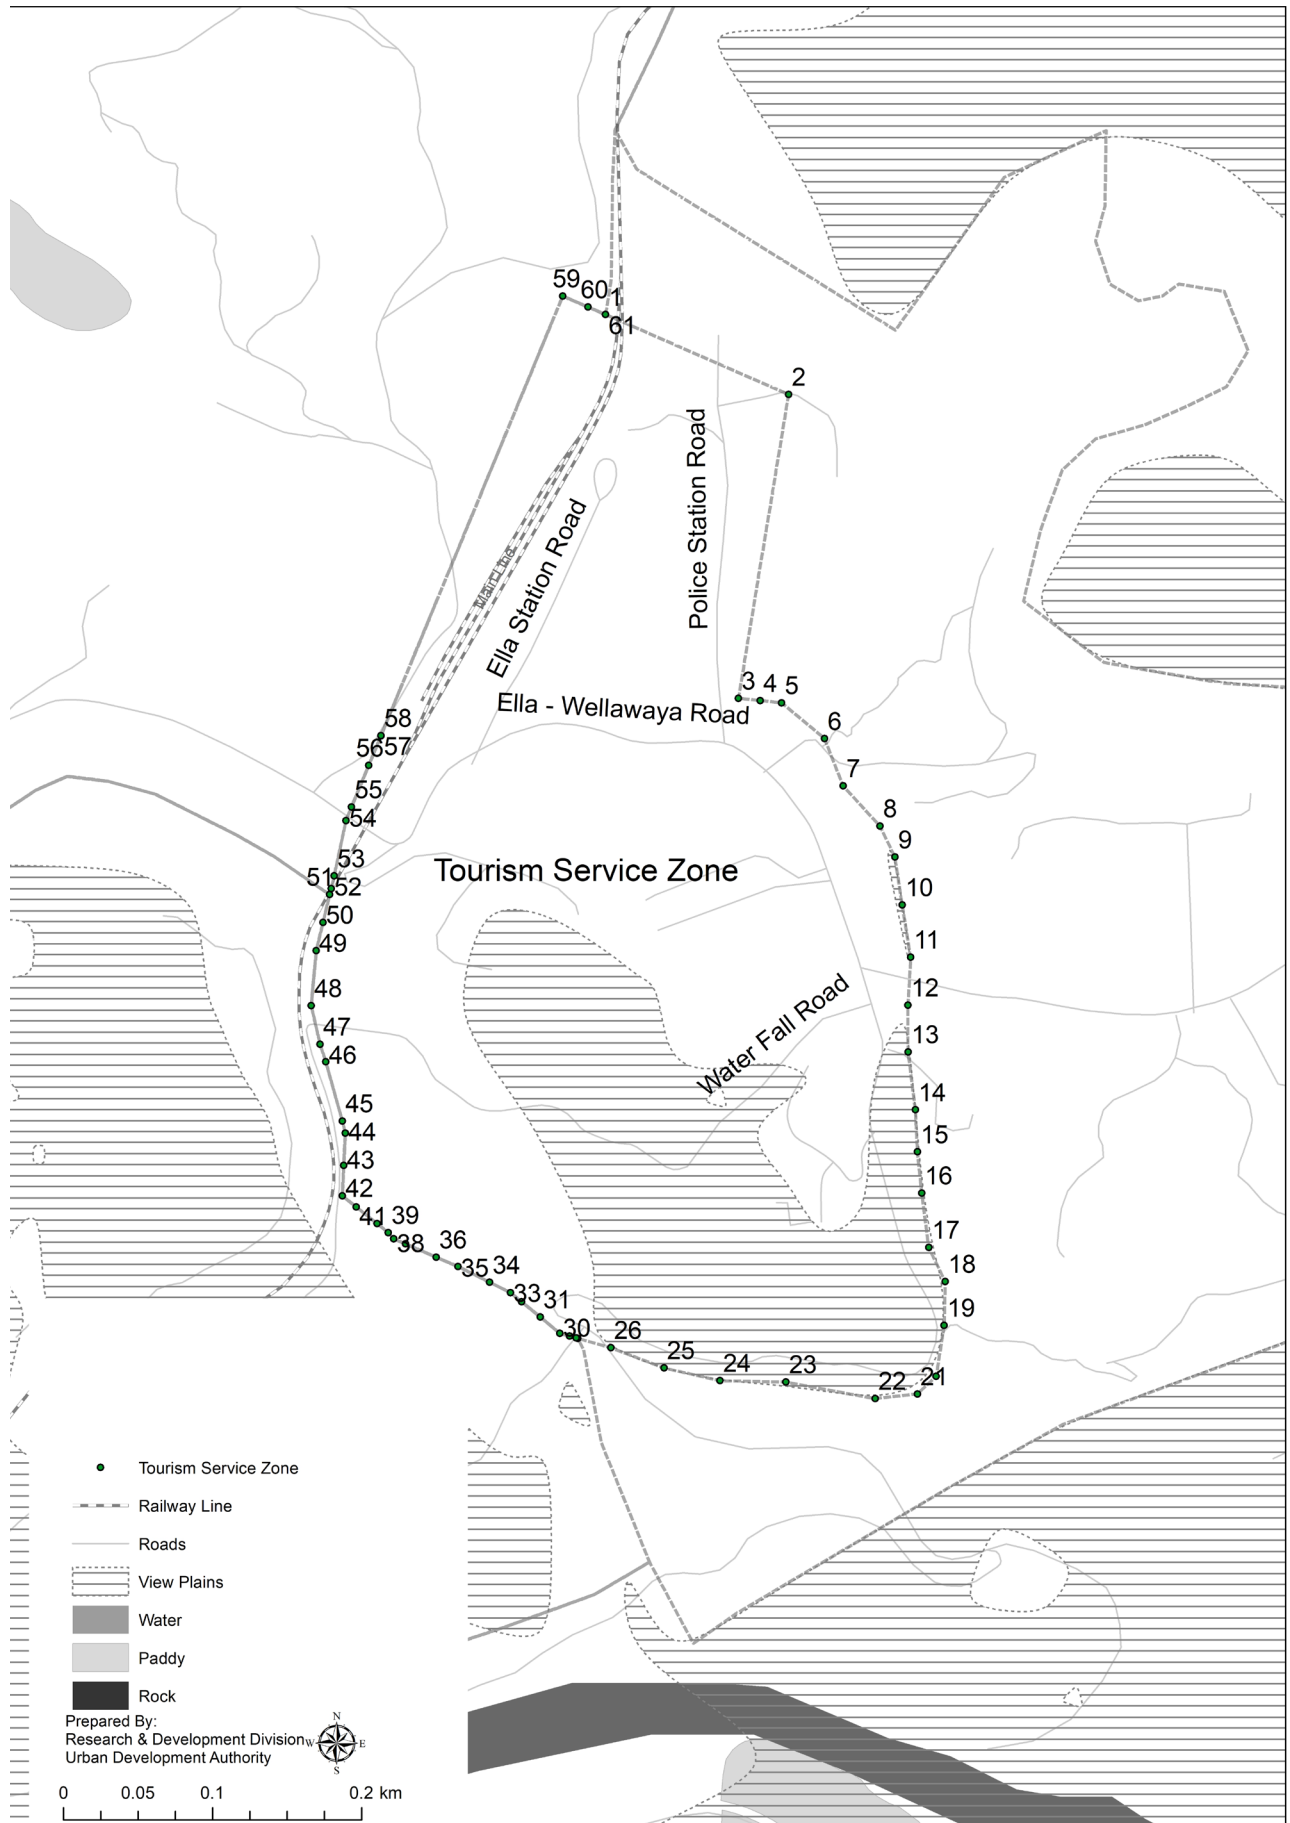 59
60
1
61
2
Police Station Road
Main Line
Ella Station Road
3
4
5
Ella - Wellawaya Road
58
6
56
57
7
55
54
8
9
Tourism Service Zone
53
51
52
10
50
49
11
48
12
Water Fall Road
47
13
46
45
14
44
15
43
16
42
41
39
38
17
36
35
34
18
33
31
19
30
26
25
24
23
22
21
Tourism Service Zone
Railway Line
Roads
View Plains
Water
Paddy
Rock
Prepared By:
Research & Development Division
Urban Development Authority
N
W
E
S
0 0.05 0.1 0.2 km